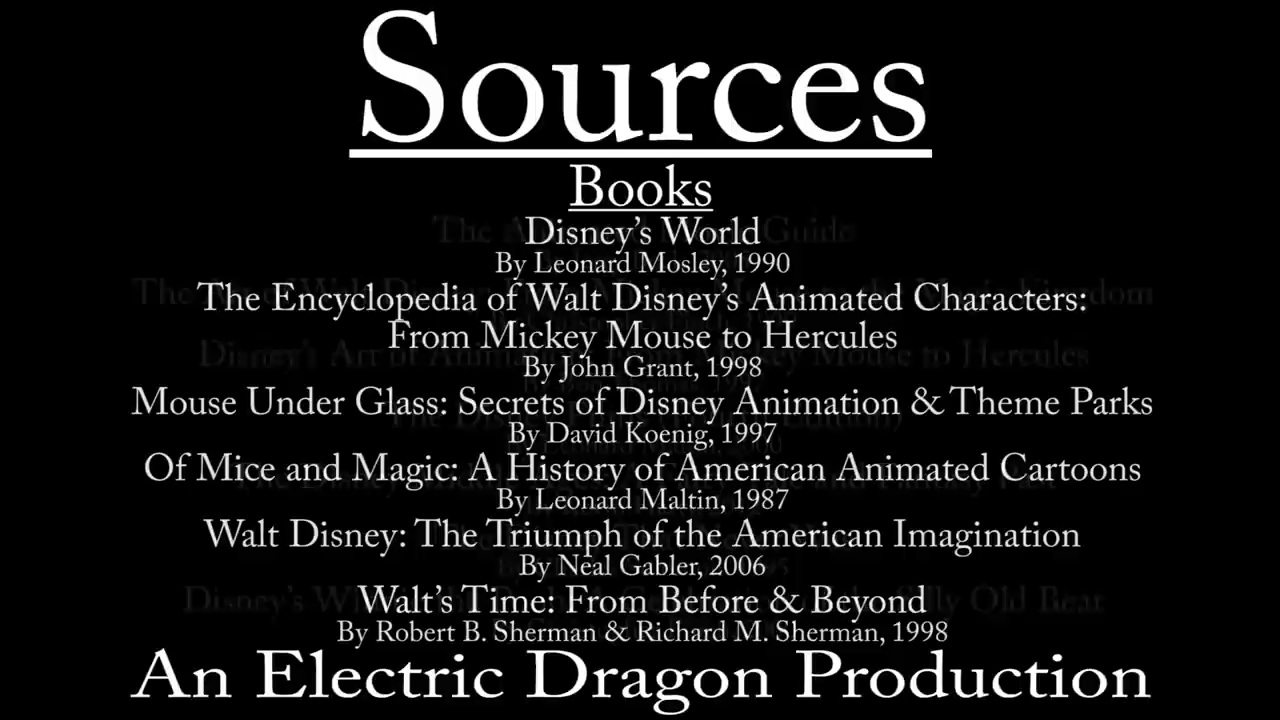 Sources
Books
Disney's World
By Leonard Mosley, 1990
The Encyclopedia of Walt Disney's Animated Characters:
From Mickey Mouse to Hercules
By John Grant, 1998
Mouse Under Glass: Secrets of Disney Animation & Theme Parks
By David Koenig, 1997
Of Mice and Magic: A History of American Animated Cartoons
By Leonard Maltin, 1987
Walt Disney: The Triumph of the American Imagination
By Neal Gabler, 2006
Walt's Time: From Before & Beyond
By Robert B. Sherman & Richard M. Sherman, 1998
An Electric Dragon Production